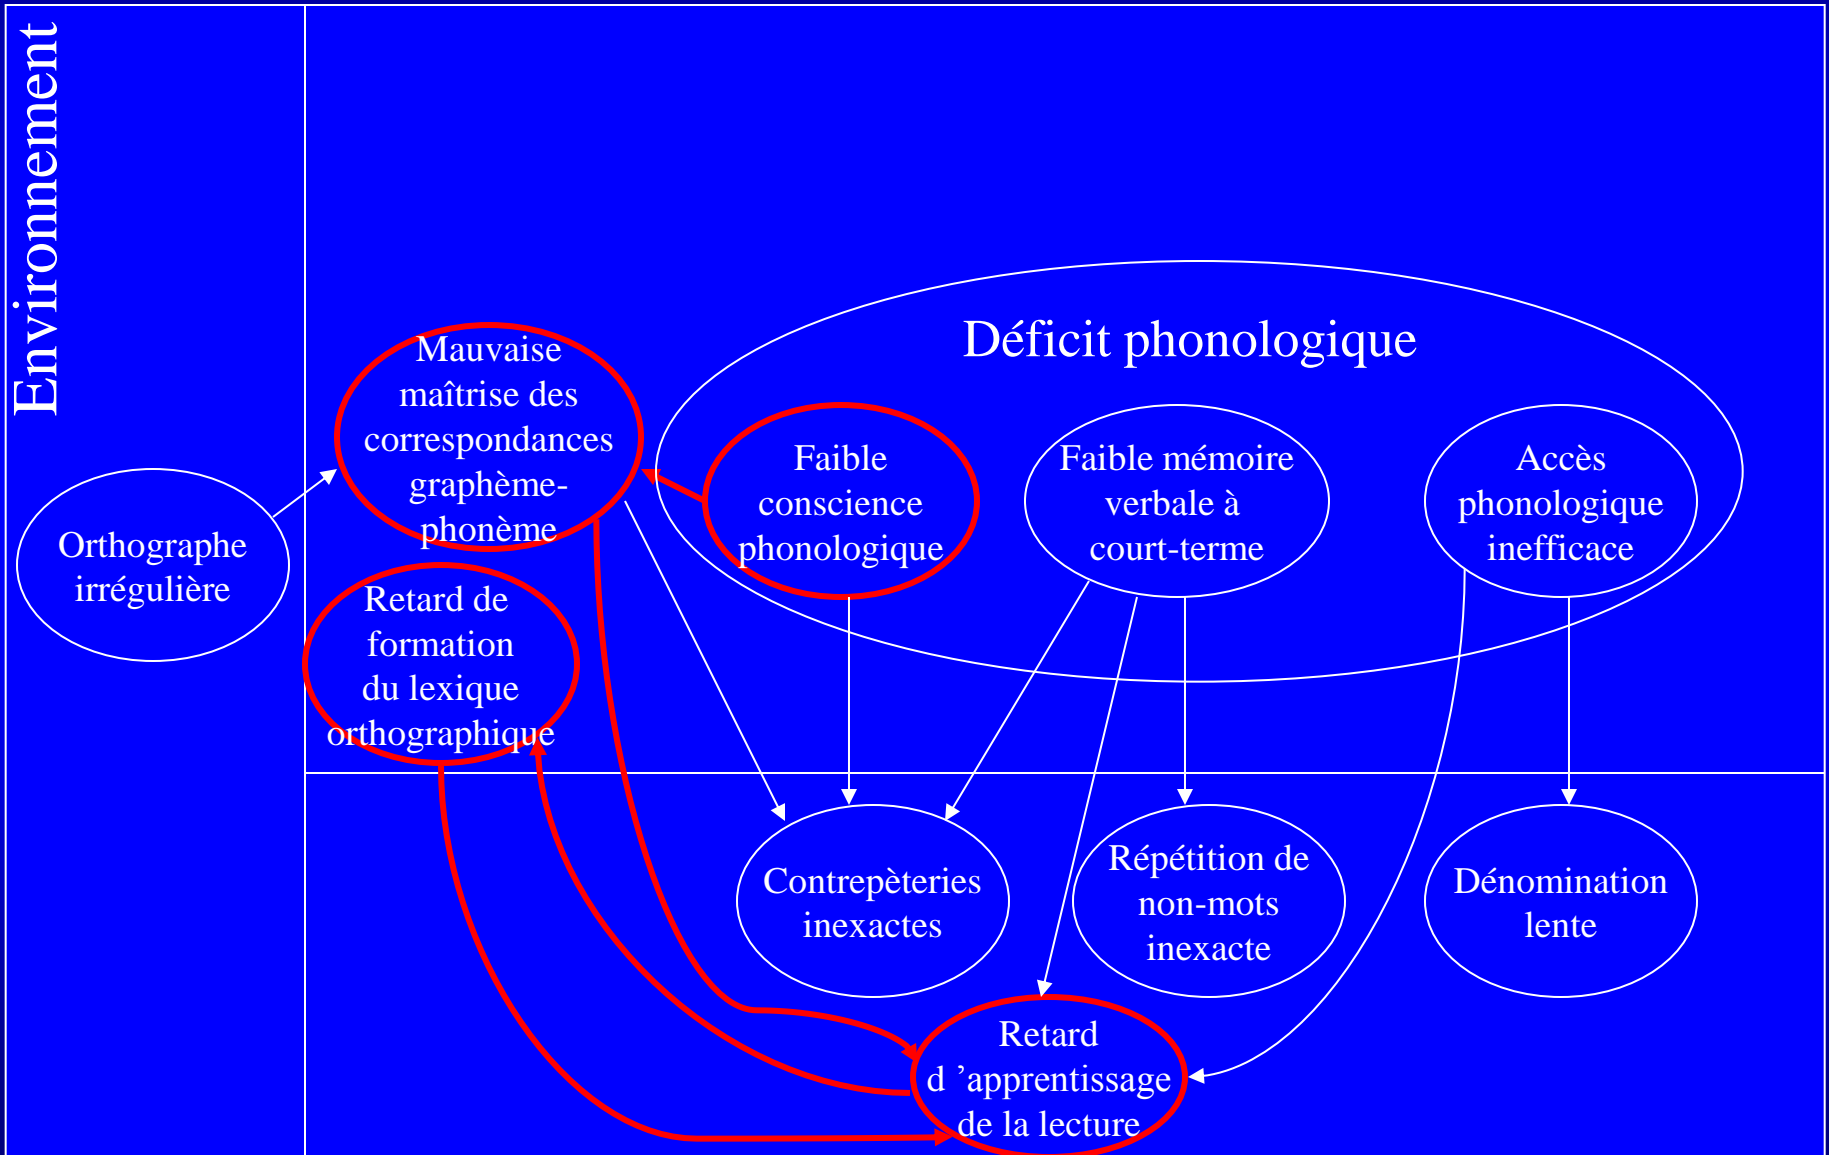 Environnement
Déficit phonologique
Mauvaise
maîtrise des
correspondances
graphème-
phonème
Faible
conscience
phonologique
Faible mémoire
verbale à
court-terme
Accès
phonologique
inefficace
Orthographe
irrégulière
Retard de
formation
du lexique
orthographique
Contrepèteries
inexactes
Répétition de
non-mots
inexacte
Dénomination
lente
Retard
d ’apprentissage
de la lecture